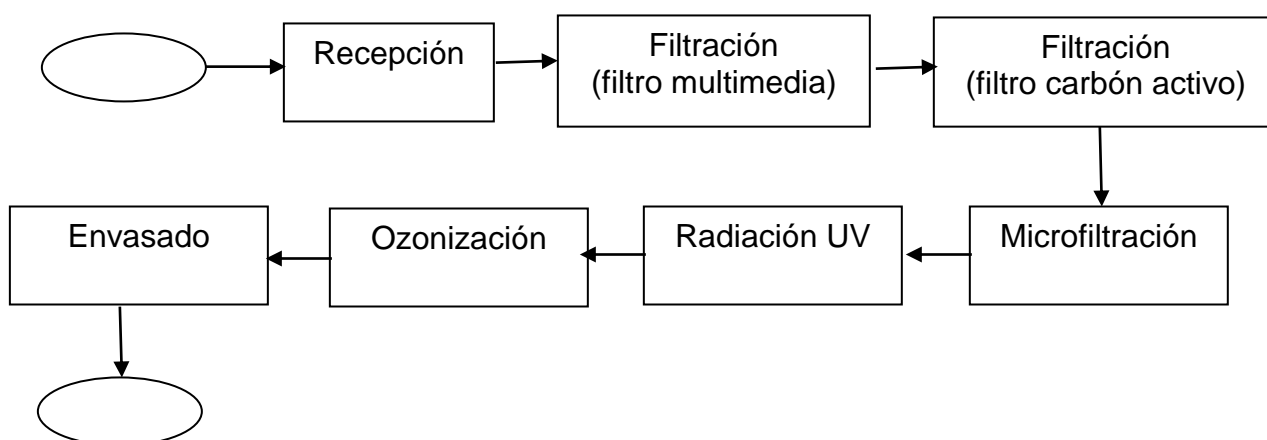 Recepción
Filtración
(filtro multimedia)
Filtración
(filtro carbón activo)
Microfiltración
Radiación UV
Ozonización
Envasado